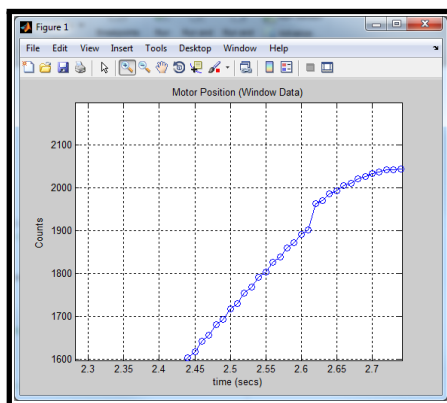 Figure 1
File Edit View Insert Tools Desktop Window Help
Motor Position (Window Data)
2100
2000
1900
1800
1700
1600
Counts
2.3 2.35 2.4 2.45 2.5 2.55 2.6 2.65 2.7
time (secs)